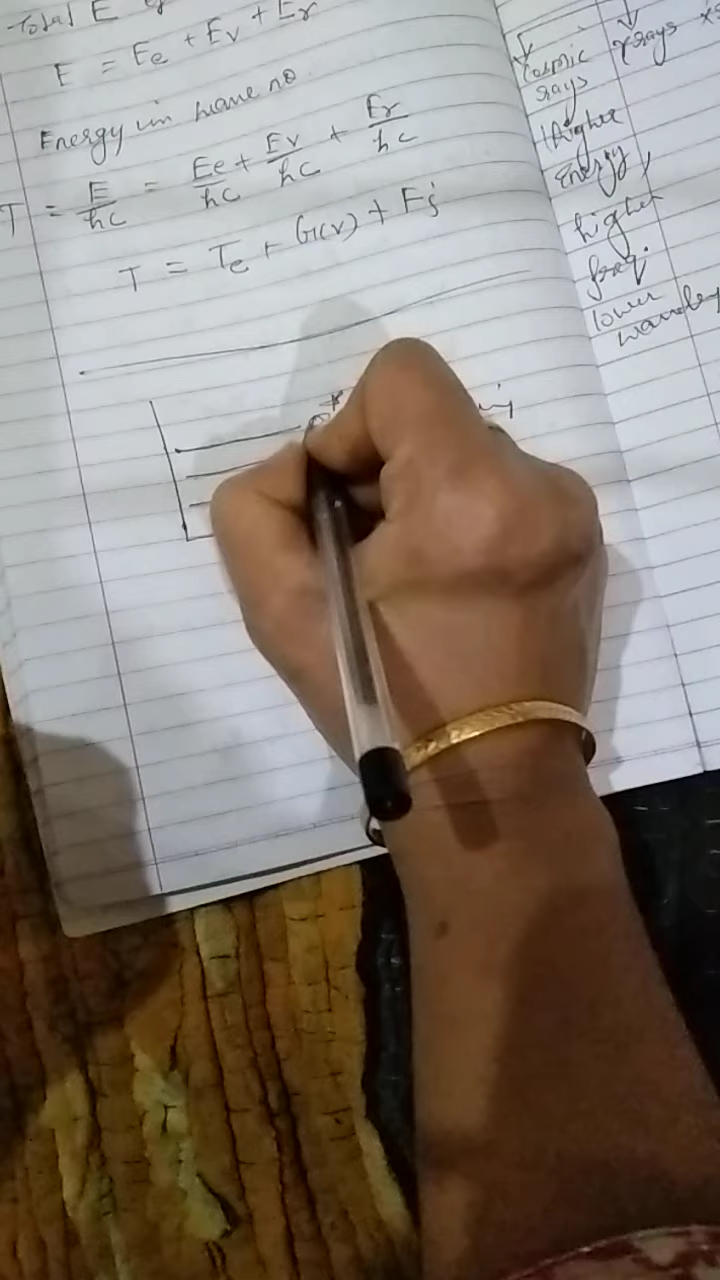 Total E
E = Ee + Ev + Er
Energy in wave no.
T = E/hc = Ee/hc + Ev/hc + Er/hc
T = Te + G(v) + Fj
σ*
Cosmic rays
γ rays
(higher
Energy,
higher
freq.
lower